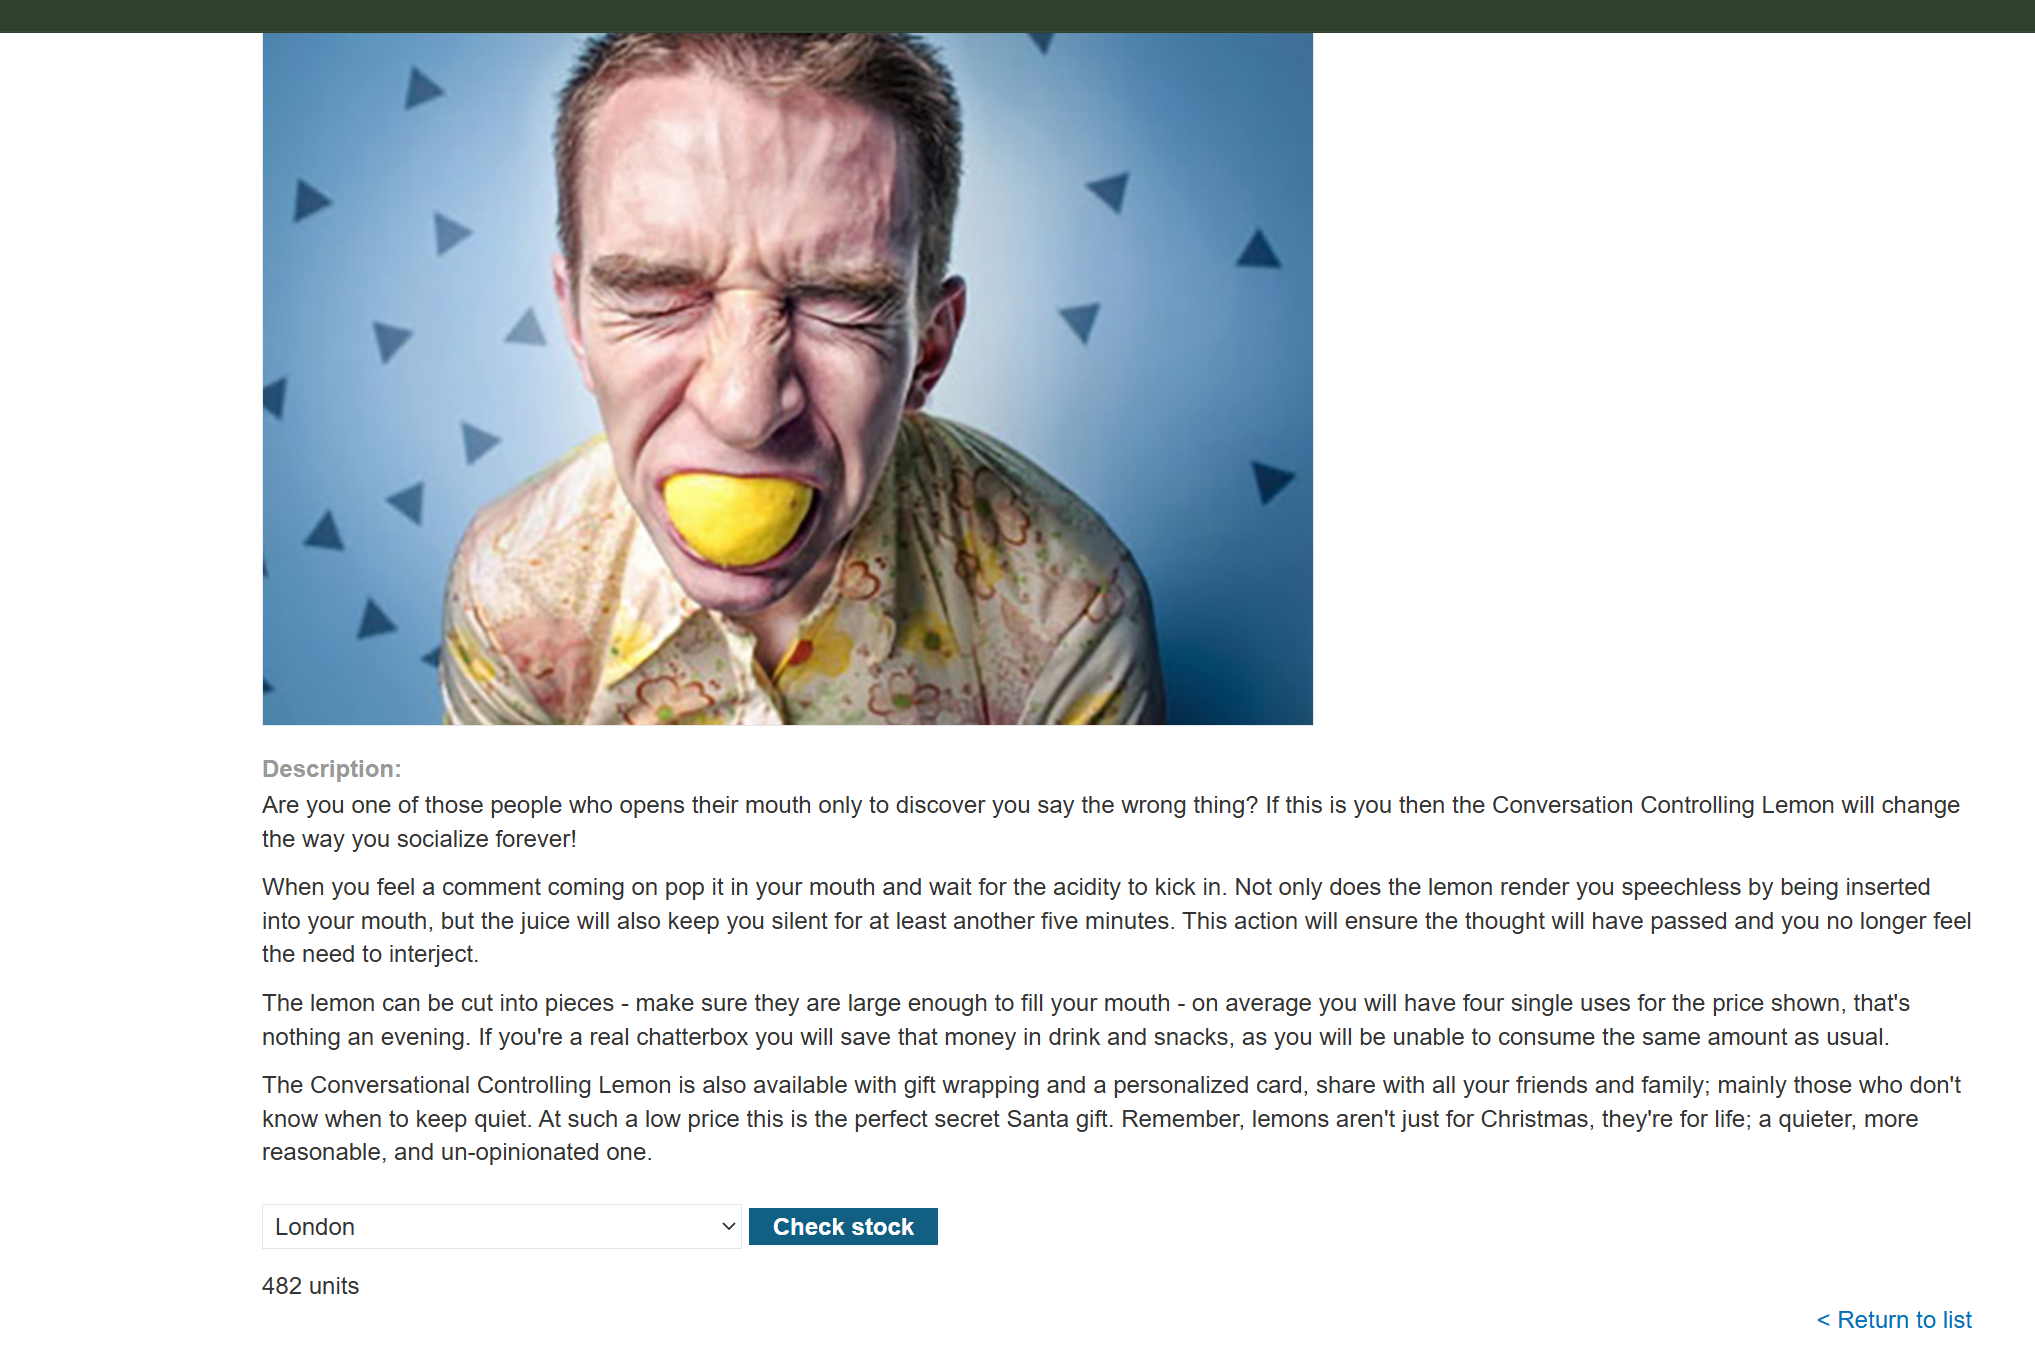 Description:
Are you one of those people who opens their mouth only to discover you say the wrong thing? If this is you then the Conversation Controlling Lemon will change
the way you socialize forever!
When you feel a comment coming on pop it in your mouth and wait for the acidity to kick in. Not only does the lemon render you speechless by being inserted
into your mouth, but the juice will also keep you silent for at least another five minutes. This action will ensure the thought will have passed and you no longer feel
the need to interject.
The lemon can be cut into pieces - make sure they are large enough to fill your mouth - on average you will have four single uses for the price shown, that's
nothing an evening. If you're a real chatterbox you will save that money in drink and snacks, as you will be unable to consume the same amount as usual.
The Conversational Controlling Lemon is also available with gift wrapping and a personalized card, share with all your friends and family; mainly those who don't
know when to keep quiet. At such a low price this is the perfect secret Santa gift. Remember, lemons aren't just for Christmas, they're for life; a quieter, more
reasonable, and un-opinionated one.
London
Check stock
482 units
< Return to list